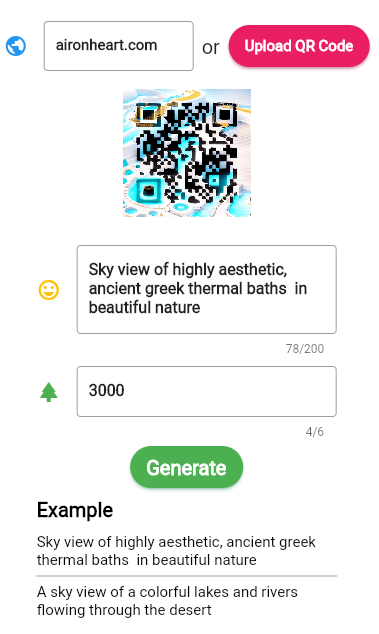 aironheart.com or Upload QR Code
Sky view of highly aesthetic,
ancient greek thermal baths  in
beautiful nature
78/200
3000
4/6
Generate
Example
Sky view of highly aesthetic, ancient greek
thermal baths  in beautiful nature
A sky view of a colorful lakes and rivers
flowing through the desert